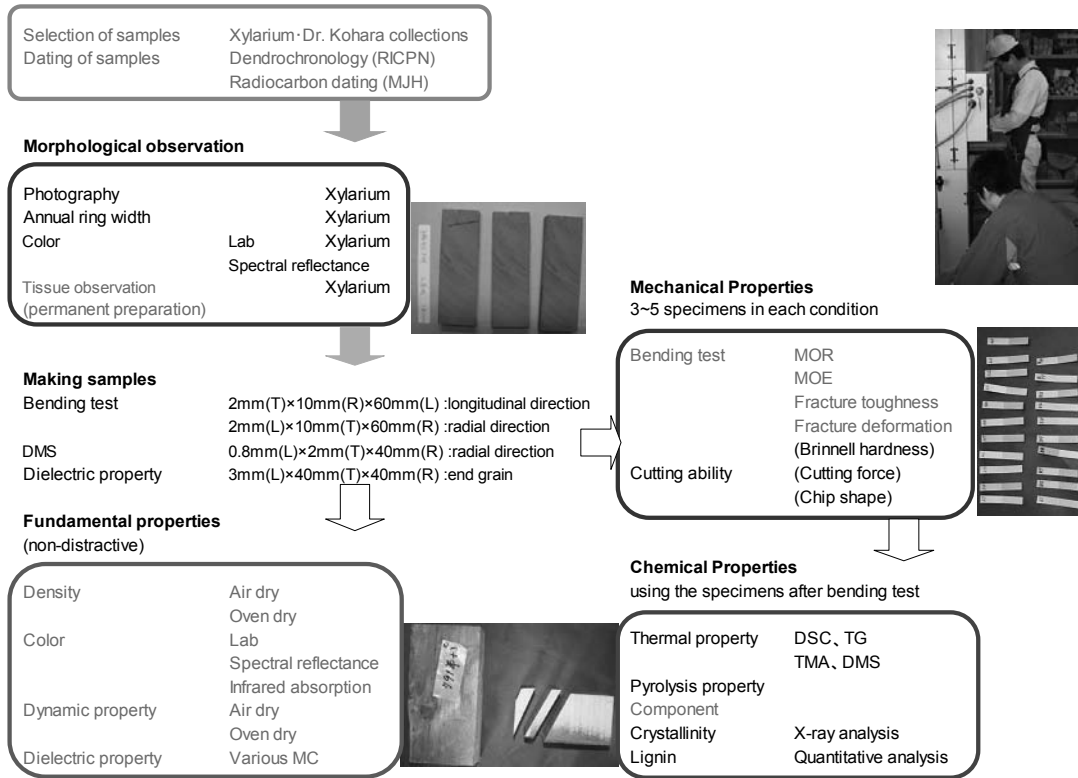 Selection of samples Xylarium·Dr. Kohara collections
Dating of samples Dendrochronology (RICPN)
Radiocarbon dating (MJH)
Morphological observation
Photography Xylarium
Annual ring width Xylarium
Color Lab Xylarium
Spectral reflectance
Tissue observation Xylarium
(permanent preparation)
Making samples
Bending test 2mm(T)×10mm(R)×60mm(L) :longitudinal direction
2mm(L)×10mm(T)×60mm(R) :radial direction
DMS 0.8mm(L)×2mm(T)×40mm(R) :radial direction
Dielectric property 3mm(L)×40mm(T)×40mm(R) :end grain
Fundamental properties
(non-distractive)
Density Air dry
Oven dry
Color Lab
Spectral reflectance
Infrared absorption
Dynamic property Air dry
Oven dry
Dielectric property Various MC
Mechanical Properties
3~5 specimens in each condition
Bending test MOR
MOE
Fracture toughness
Fracture deformation
(Brinnell hardness)
Cutting ability (Cutting force)
(Chip shape)
Chemical Properties
using the specimens after bending test
Thermal property DSC、TG
TMA、DMS
Pyrolysis property
Component
Crystallinity X-ray analysis
Lignin Quantitative analysis